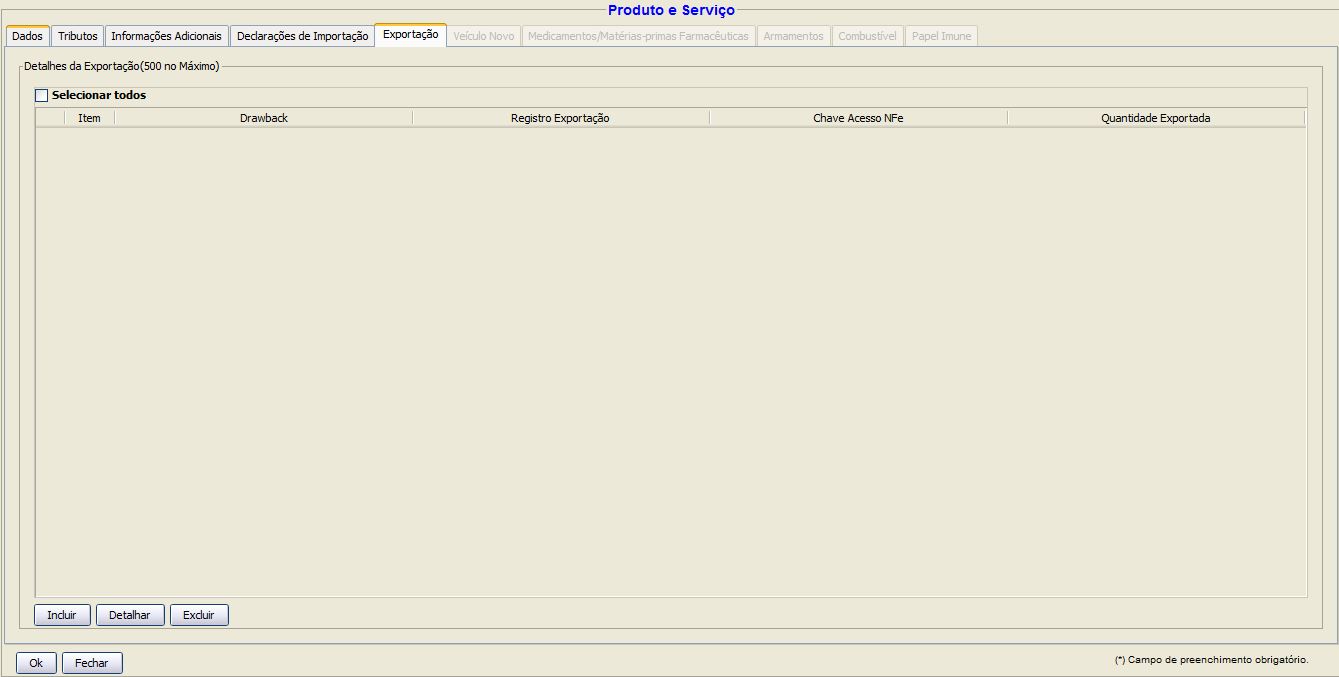 Produto e Serviço
Dados Tributos Informações Adicionais Declarações de Importação Exportação Veículo Novo Medicamentos/Matérias-primas Farmacêuticas Armamentos Combustível Papel Imune
Detalhes da Exportação(500 no Máximo)
Selecionar todos
Item Drawback Registro Exportação Chave Acesso NFe Quantidade Exportada
Incluir Detalhar Excluir
Ok Fechar
(*) Campo de preenchimento obrigatório.